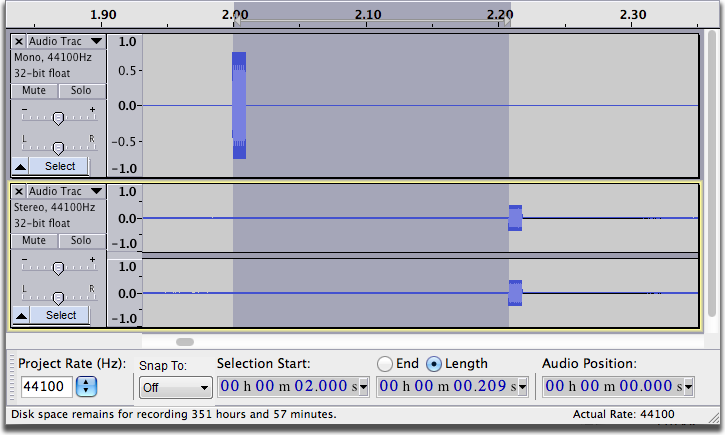 1.90 2.00 2.10 2.20 2.30
Audio Trac
Mono, 44100Hz
32-bit float
Mute Solo
- +
L R
Select
1.0
0.5
0.0
-0.5
-1.0
Audio Trac
Stereo, 44100Hz
32-bit float
Mute Solo
- +
L R
Select
1.0
0.0
-1.0
1.0
0.0
-1.0
Project Rate (Hz): Snap To: Selection Start: End Length Audio Position:
44100 Off 00 h 00 m 02.000 s 00 h 00 m 00.209 s 00 h 00 m 00.000 s
Disk space remains for recording 351 hours and 57 minutes. Actual Rate: 44100